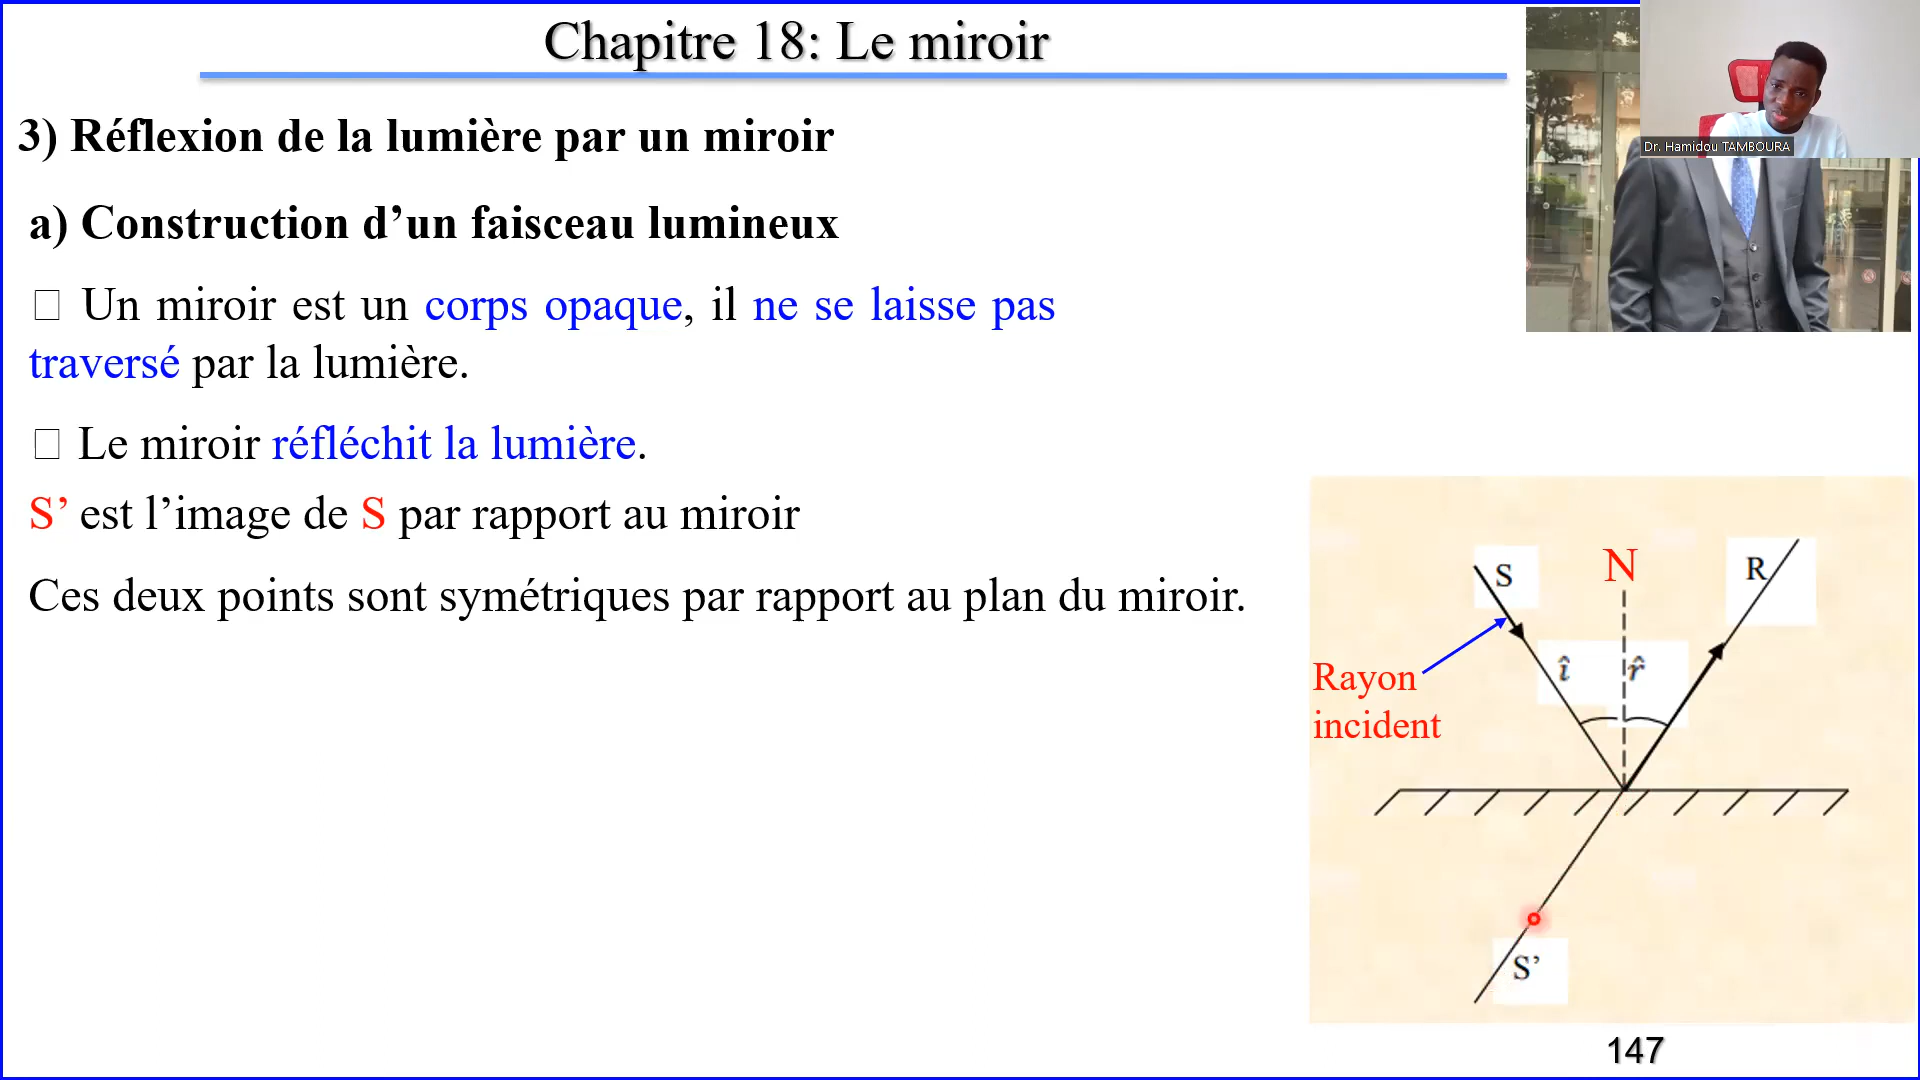 Chapitre 18: Le miroir
Dr. Hamidou TAMBOURA
3) Réflexion de la lumière par un miroir
a) Construction d’un faisceau lumineux
□ Un miroir est un corps opaque, il ne se laisse pas
traversé par la lumière.
□ Le miroir réfléchit la lumière.
S’ est l’image de S par rapport au miroir
Ces deux points sont symétriques par rapport au plan du miroir.
S
N
R
î
r̂
Rayon
incident
S’
147